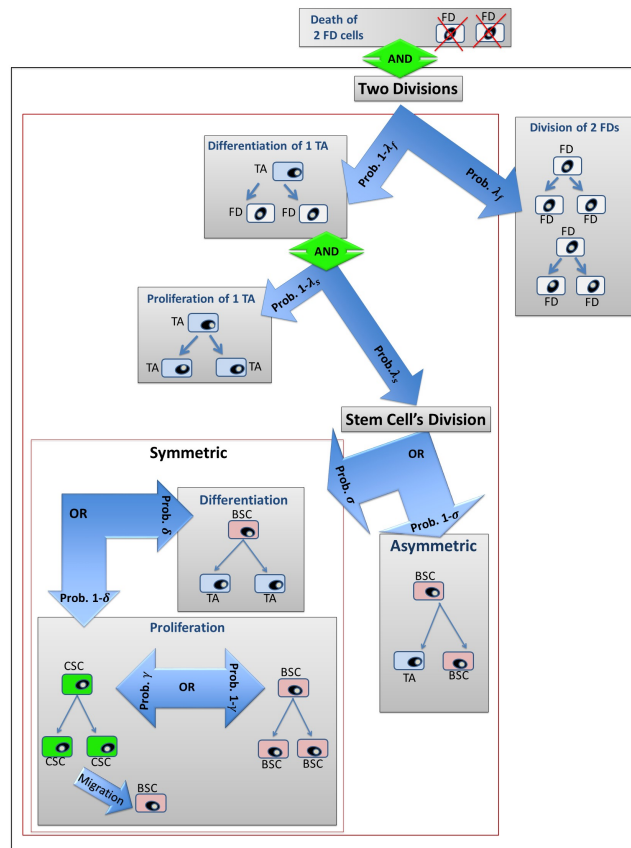 Death of
2 FD cells
FD
FD
AND
Two Divisions
Differentiation of 1 TA
TA
FD
FD
Prob. 1-λf
Prob. λf
Division of 2 FDs
FD
FD
FD
FD
FD
FD
AND
Proliferation of 1 TA
TA
TA
TA
Prob. 1-λs
Prob. λs
Stem Cell's Division
OR
Prob. σ
Prob. 1-σ
Symmetric
OR
Prob. δ
Prob. 1-δ
Differentiation
BSC
TA
TA
Asymmetric
BSC
TA
BSC
Proliferation
CSC
CSC
CSC
Prob. γ
OR
Prob. 1-γ
BSC
BSC
BSC
Migration
BSC